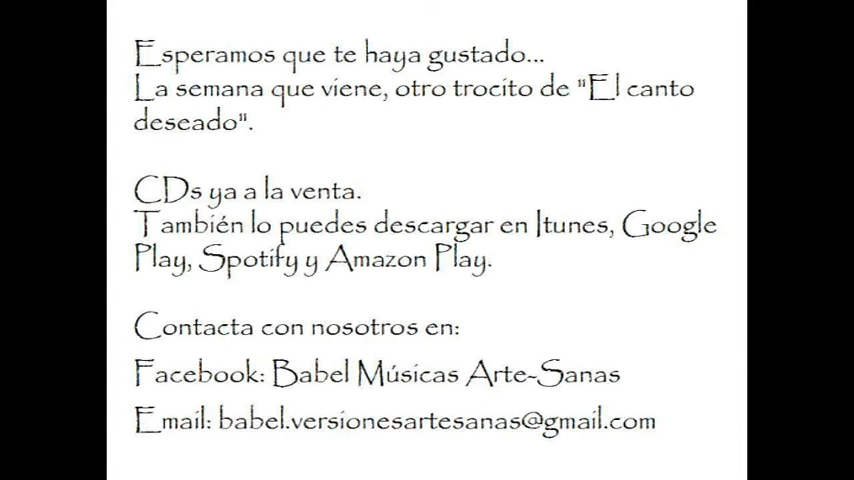 Esperamos que te haya gustado...
La semana que viene, otro trocito de "El canto
deseado".
CDs ya a la venta.
También lo puedes descargar en Itunes, Google
Play, Spotify y Amazon Play.
Contacta con nosotros en:
Facebook: Babel Músicas Arte-Sanas
Email: babel.versionesartesanas@gmail.com